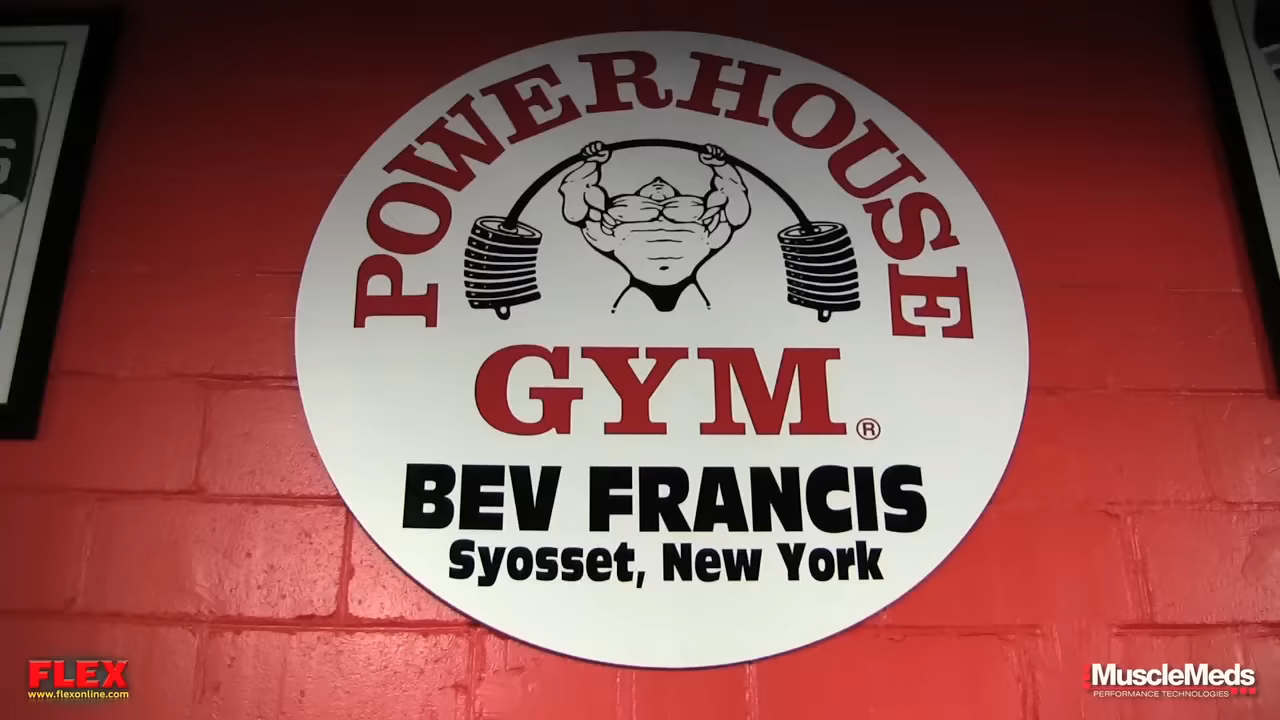 POWERHOUSE
GYM®
BEV FRANCIS
Syosset, New York
FLEX
www.flexonline.com
MuscleMeds
PERFORMANCE TECHNOLOGIES